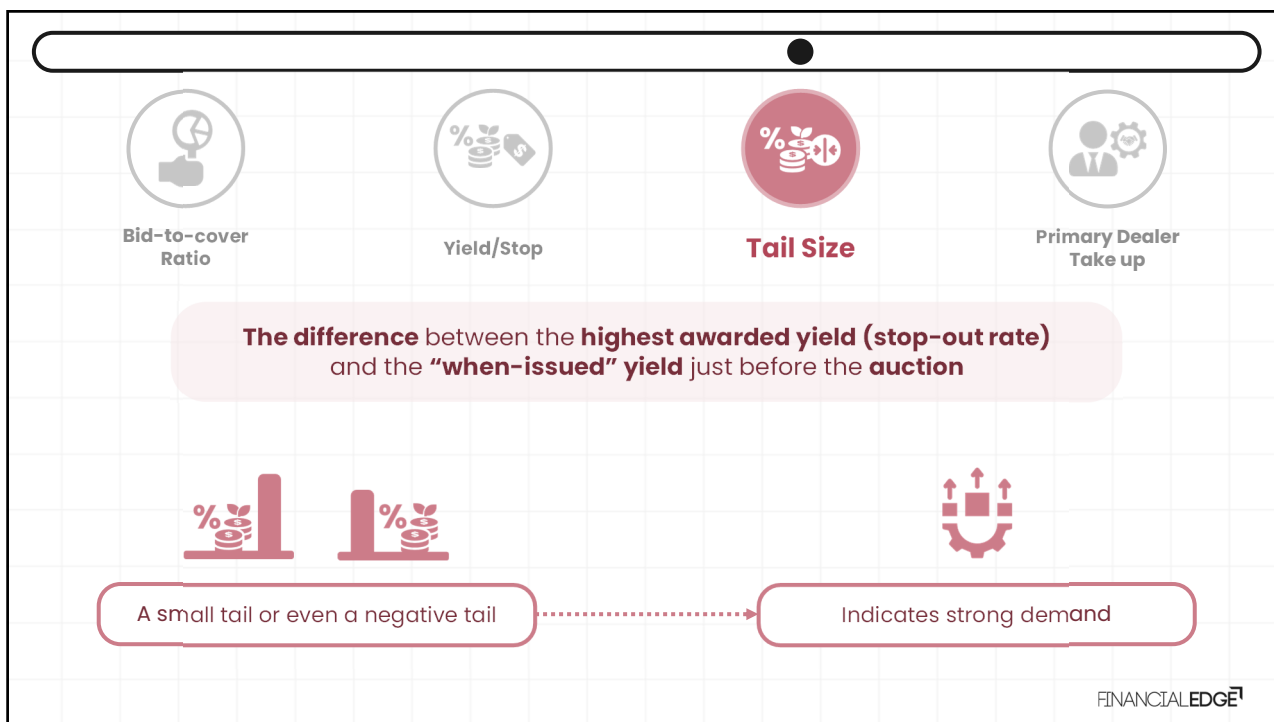 Bid-to-cover
Ratio
Yield/Stop
Tail Size
Primary Dealer
Take up
The difference between the highest awarded yield (stop-out rate)
and the “when-issued” yield just before the auction
A small tail or even a negative tail
Indicates strong demand
FINANCIALEDGE